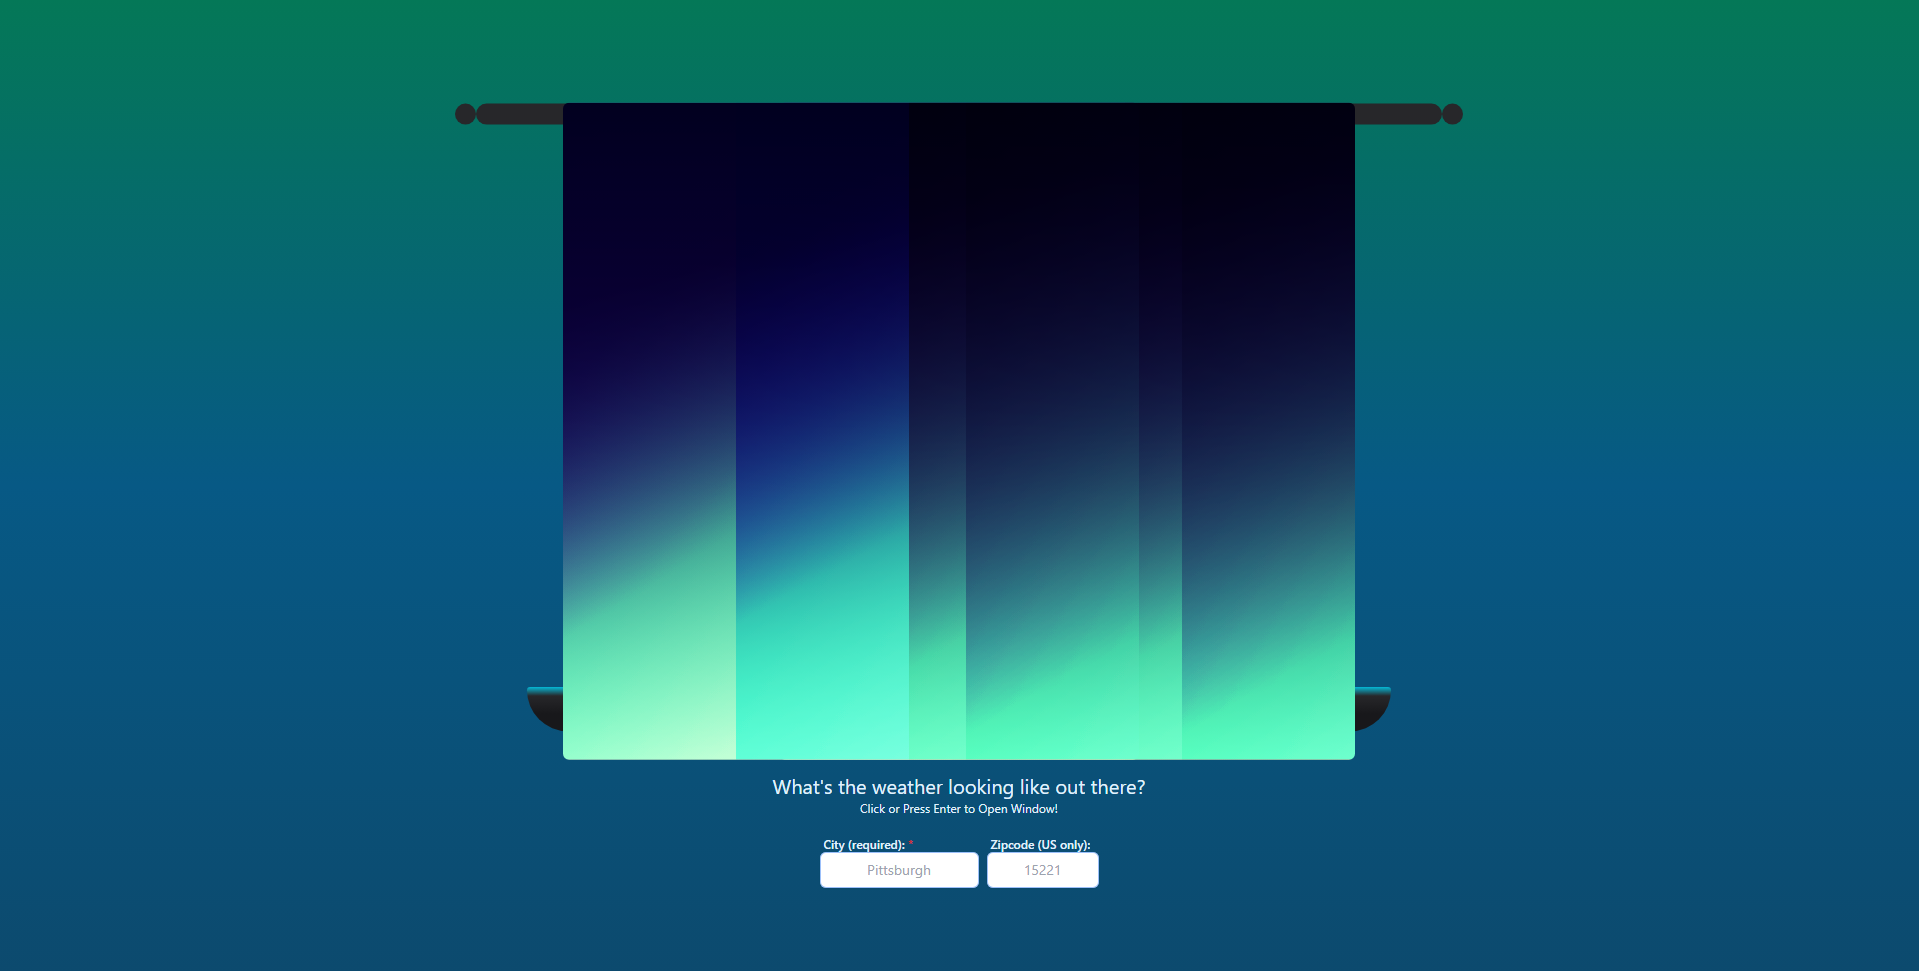 What's the weather looking like out there?
Click or Press Enter to Open Window!
City (required): * Zipcode (US only):
Pittsburgh 15221